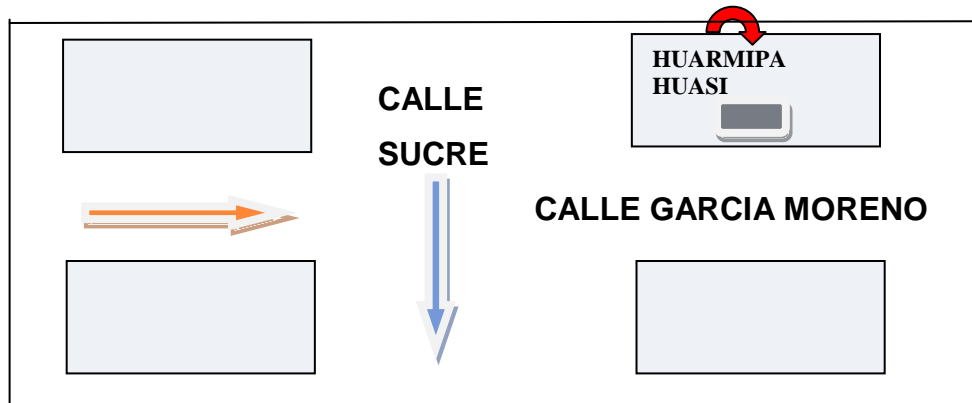 HUARMIPA
HUASI
CALLE
SUCRE
CALLE GARCIA MORENO